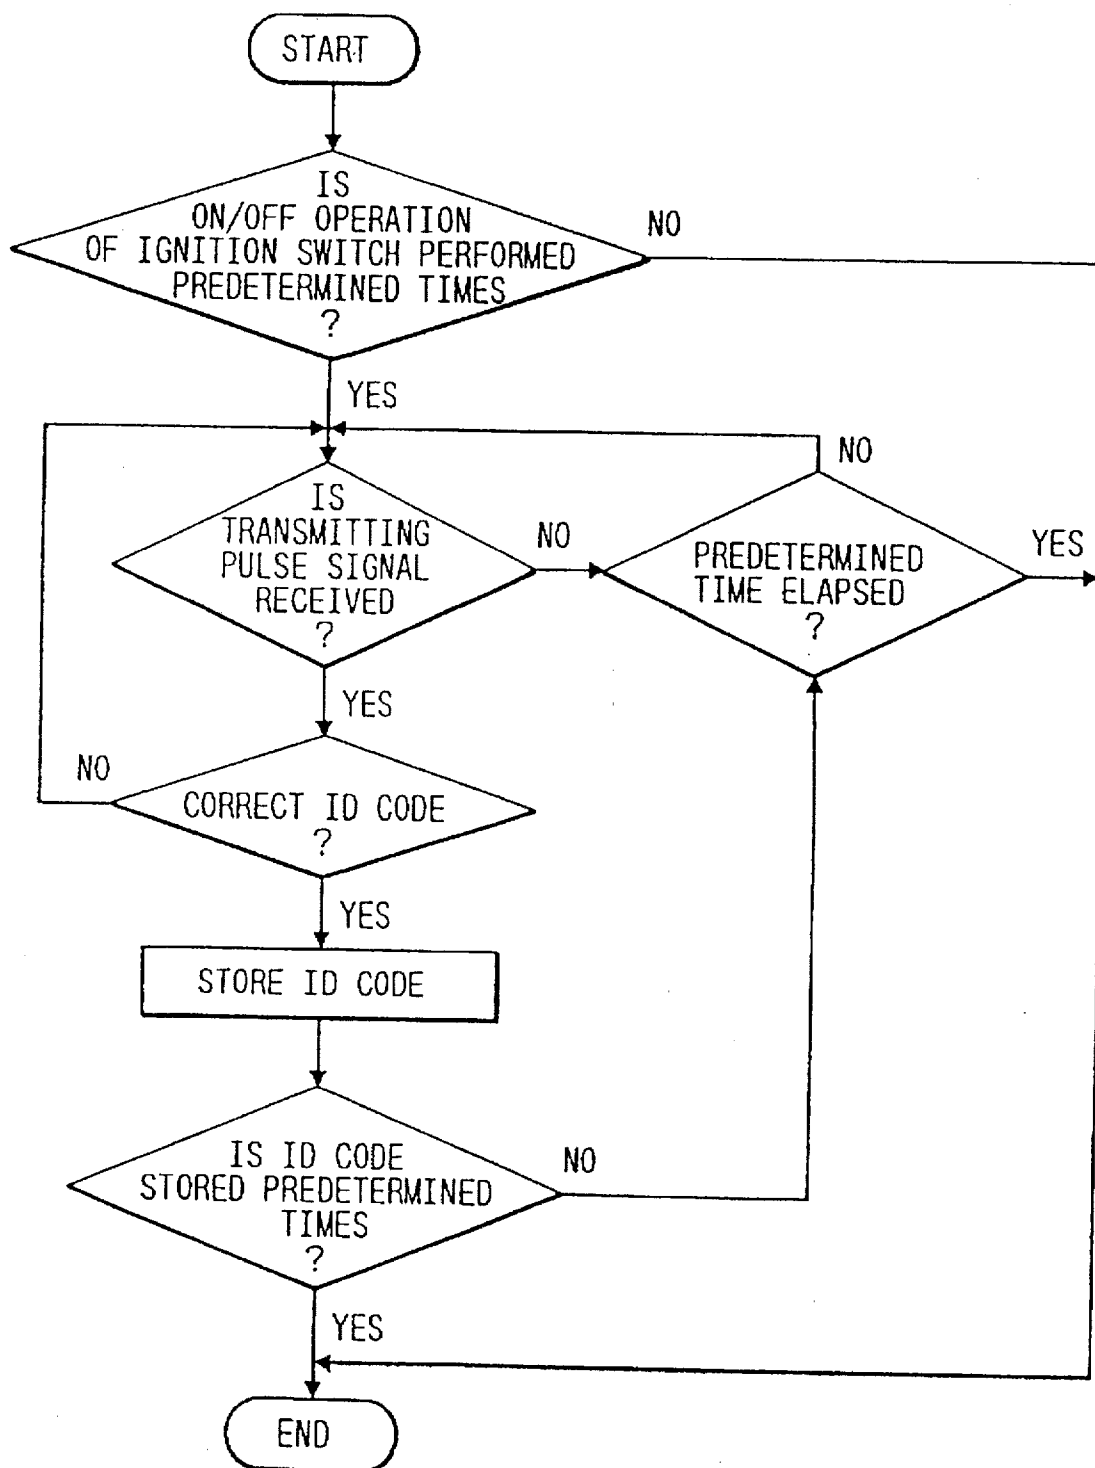 START
IS
ON/OFF OPERATION
OF IGNITION SWITCH PERFORMED
PREDETERMINED TIMES
?
NO
YES
IS
TRANSMITTING
PULSE SIGNAL
RECEIVED
?
NO
PREDETERMINED
TIME ELAPSED
?
NO
YES
YES
CORRECT ID CODE
?
NO
YES
STORE ID CODE
IS ID CODE
STORED PREDETERMINED
TIMES
?
NO
YES
END